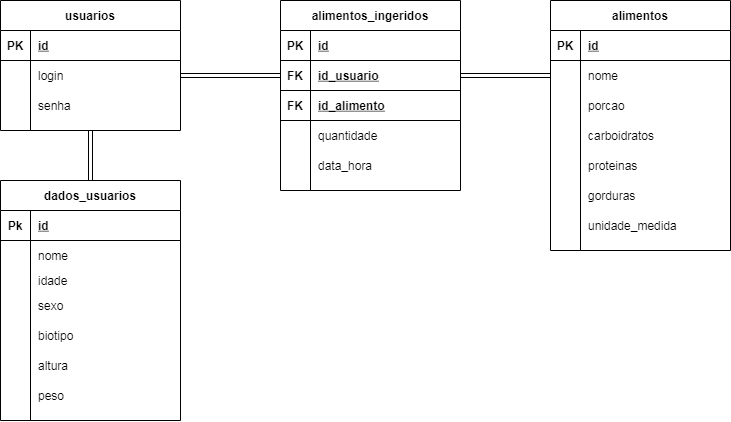 usuarios
PK id
login
senha
alimentos_ingeridos
PK id
FK id_usuario
FK id_alimento
quantidade
data_hora
alimentos
PK id
nome
porcao
carboidratos
proteinas
gorduras
unidade_medida
dados_usuarios
Pk id
nome
idade
sexo
biotipo
altura
peso